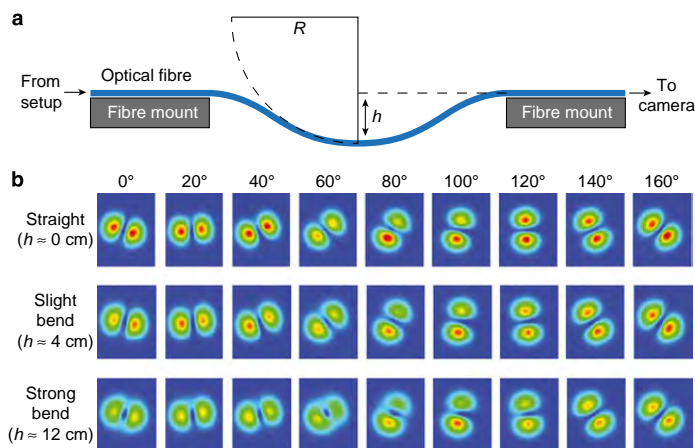 a
R
From
setup
Optical fibre
To
camera
h
Fibre mount
Fibre mount
b
0° 20° 40° 60° 80° 100° 120° 140° 160°
Straight
(h ≈ 0 cm)
Slight
bend
(h ≈ 4 cm)
Strong
bend
(h ≈ 12 cm)